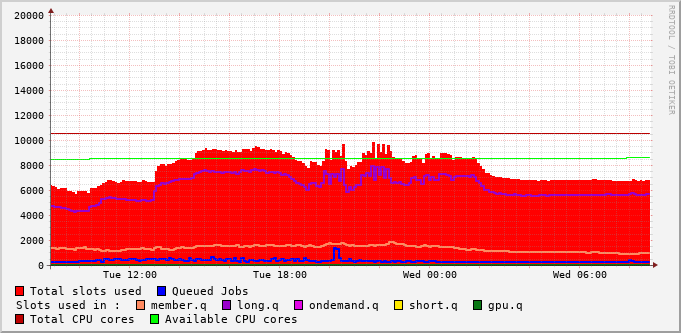 20000
18000
16000
14000
12000
10000
8000
6000
4000
2000
0
Tue 12:00 Tue 18:00 Wed 00:00 Wed 06:00
Total slots used Queued Jobs
Slots used in : member.q long.q ondemand.q short.q gpu.q
Total CPU cores Available CPU cores
RRDTOOL / TOBI OETIKER